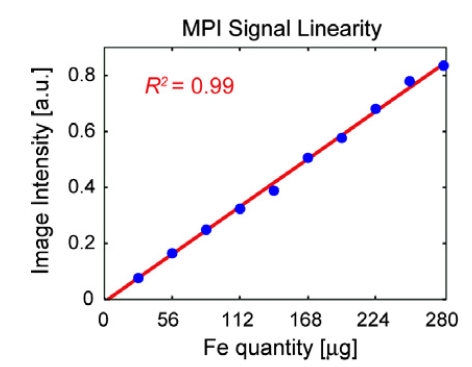 MPI Signal Linearity
R² = 0.99
Image Intensity [a.u.]
0.8
0.6
0.4
0.2
0
0 56 112 168 224 280
Fe quantity [µg]